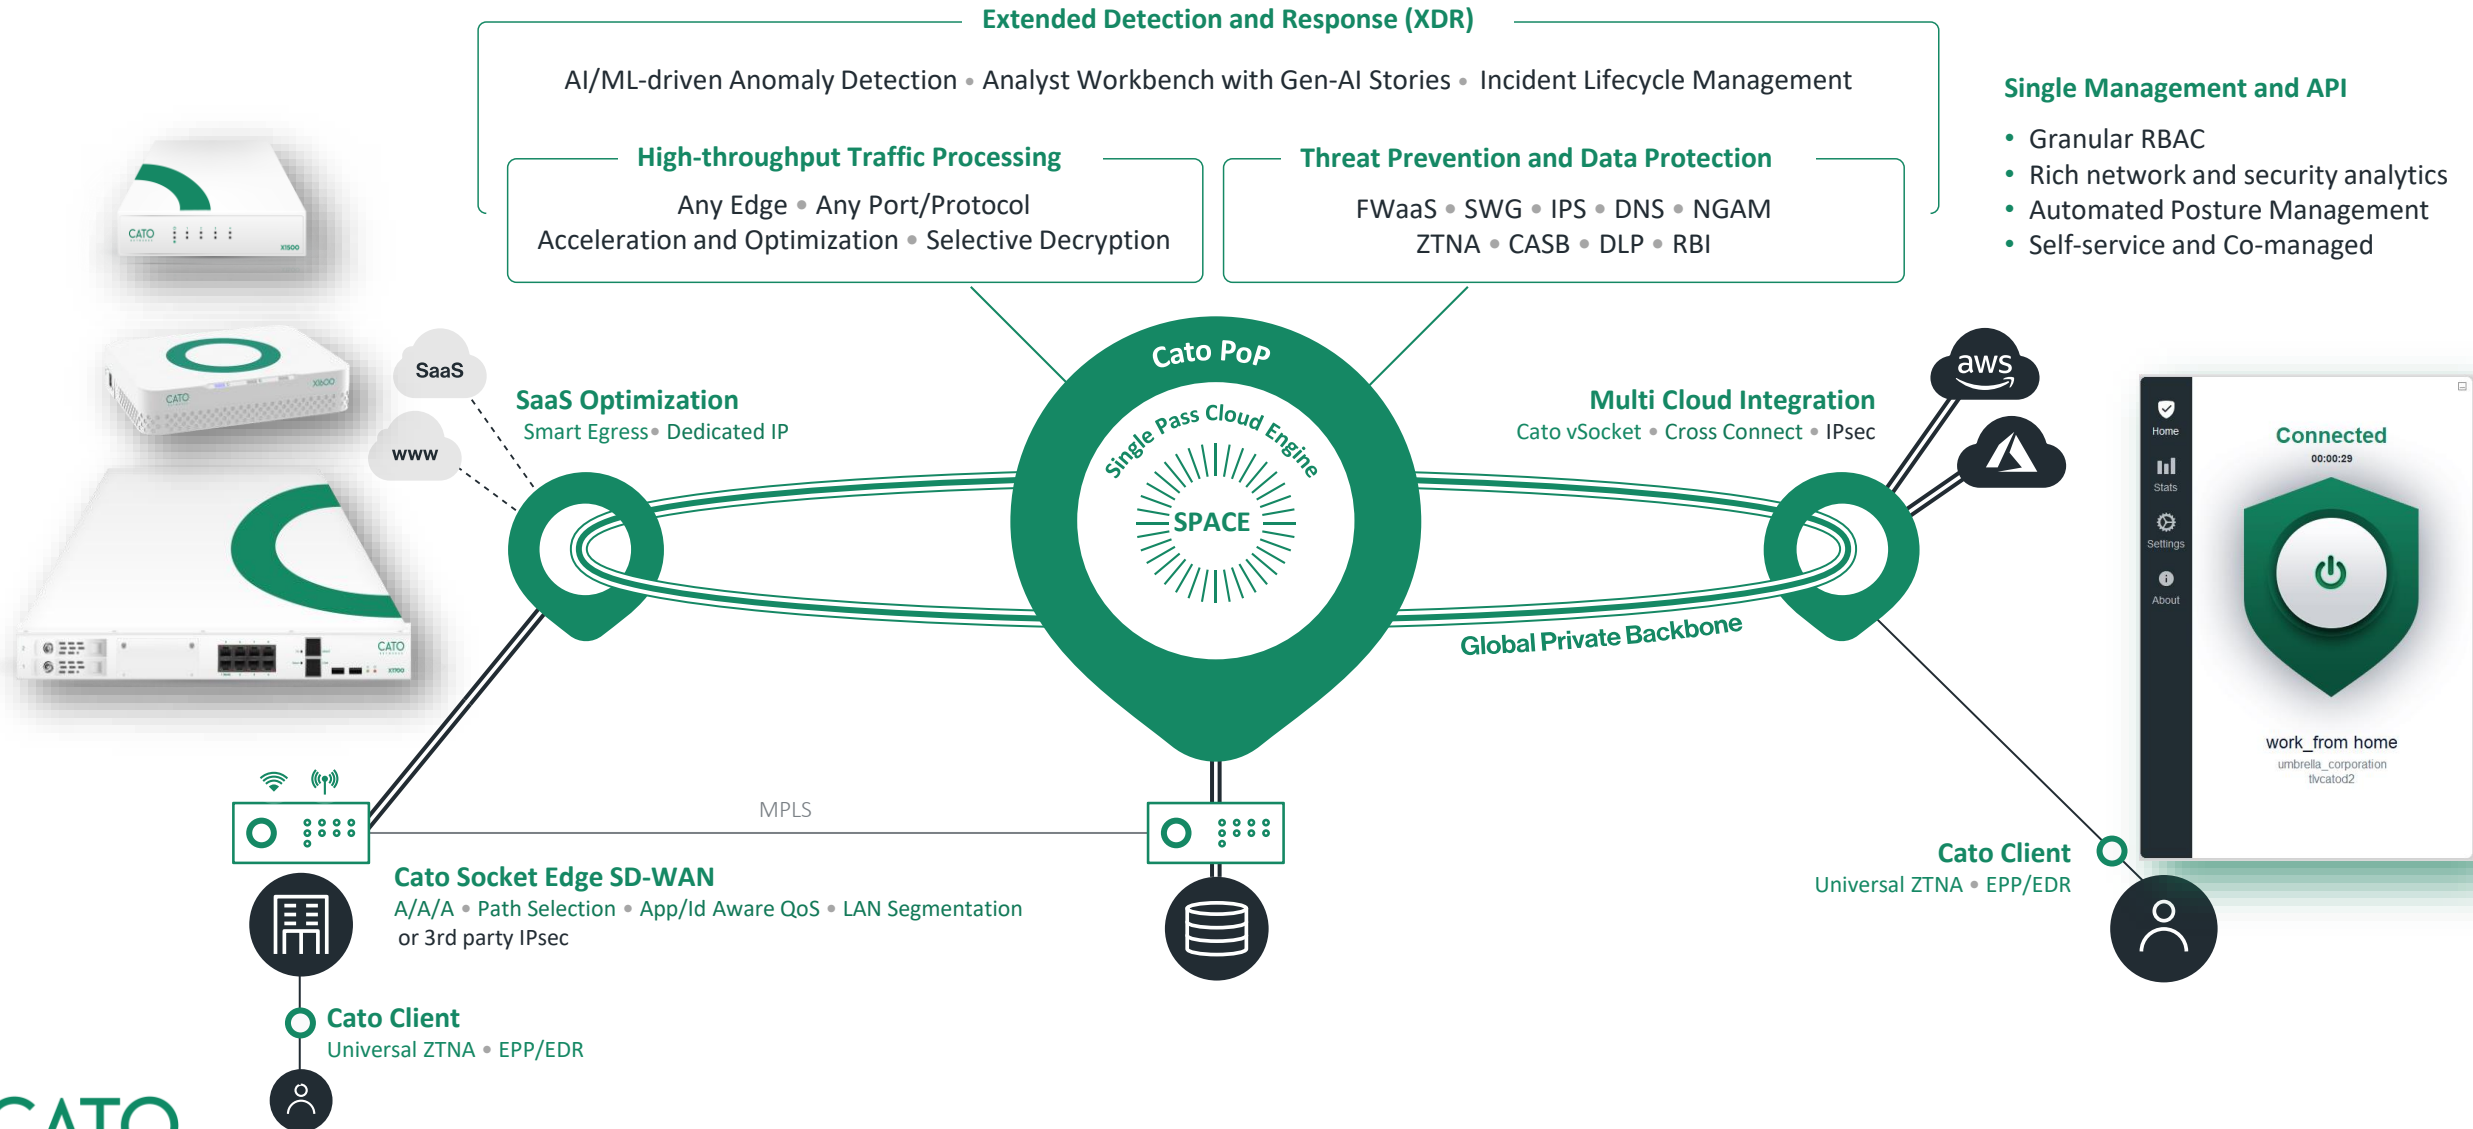 Extended Detection and Response (XDR)
AI/ML-driven Anomaly Detection • Analyst Workbench with Gen-AI Stories • Incident Lifecycle Management
High-throughput Traffic Processing
Any Edge • Any Port/Protocol
Acceleration and Optimization • Selective Decryption
Threat Prevention and Data Protection
FWaaS • SWG • IPS • DNS • NGAM
ZTNA • CASB • DLP • RBI
Single Management and API
• Granular RBAC
• Rich network and security analytics
• Automated Posture Management
• Self-service and Co-managed
CATO
X1500
CATO
X1600
CATO
NETWORKS
X1700
SaaS
www
SaaS Optimization
Smart Egress • Dedicated IP
Cato PoP
Single Pass Cloud Engine
SPACE
Multi Cloud Integration
Cato vSocket • Cross Connect • IPsec
aws
Global Private Backbone
Home
Stats
Settings
About
Connected
00:00:29
work_from home
umbrella_corporation
tlvcatod2
MPLS
Cato Socket Edge SD-WAN
A/A/A • Path Selection • App/Id Aware QoS • LAN Segmentation
or 3rd party IPsec
Cato Client
Universal ZTNA • EPP/EDR
Cato Client
Universal ZTNA • EPP/EDR
CATO